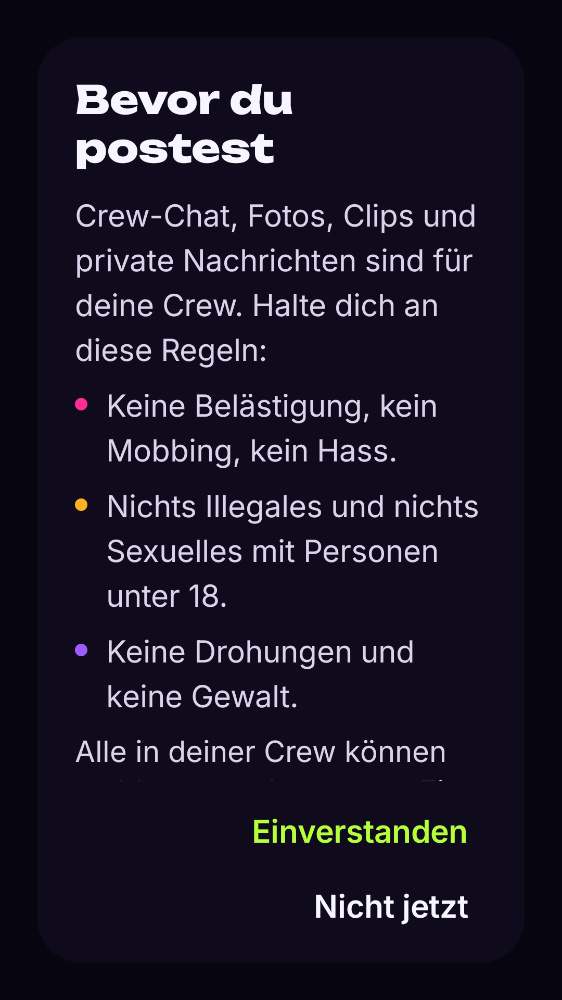 Bevor du
postest
Crew-Chat, Fotos, Clips und
private Nachrichten sind für
deine Crew. Halte dich an
diese Regeln:
Keine Belästigung, kein
Mobbing, kein Hass.
Nichts Illegales und nichts
Sexuelles mit Personen
unter 18.
Keine Drohungen und
keine Gewalt.
Alle in deiner Crew können
Einverstanden
Nicht jetzt